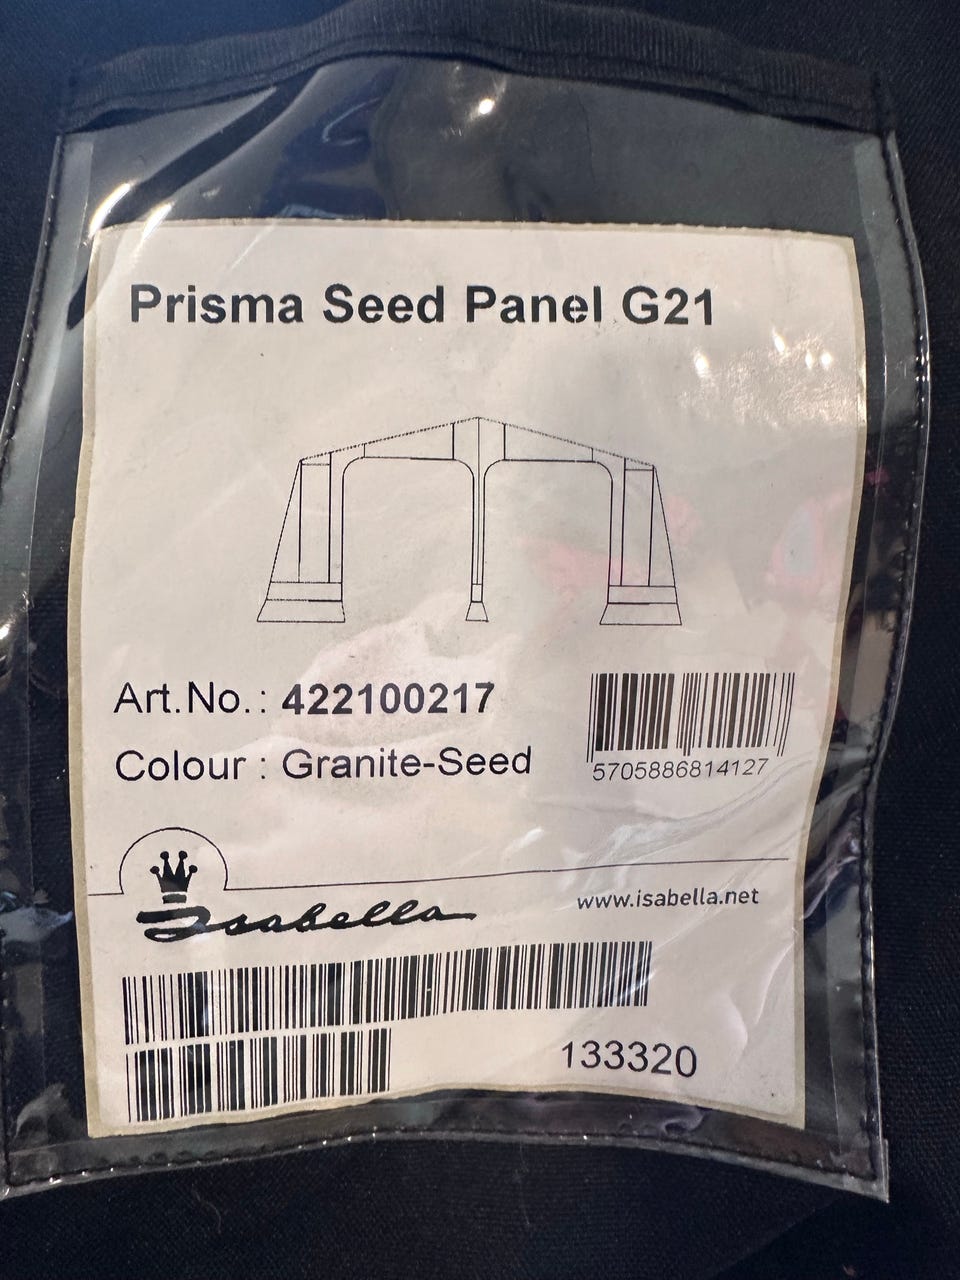 Prisma Seed Panel G21
Art.No.: 422100217
Colour : Granite-Seed
5705886814127
Isabella
www.isabella.net
133320